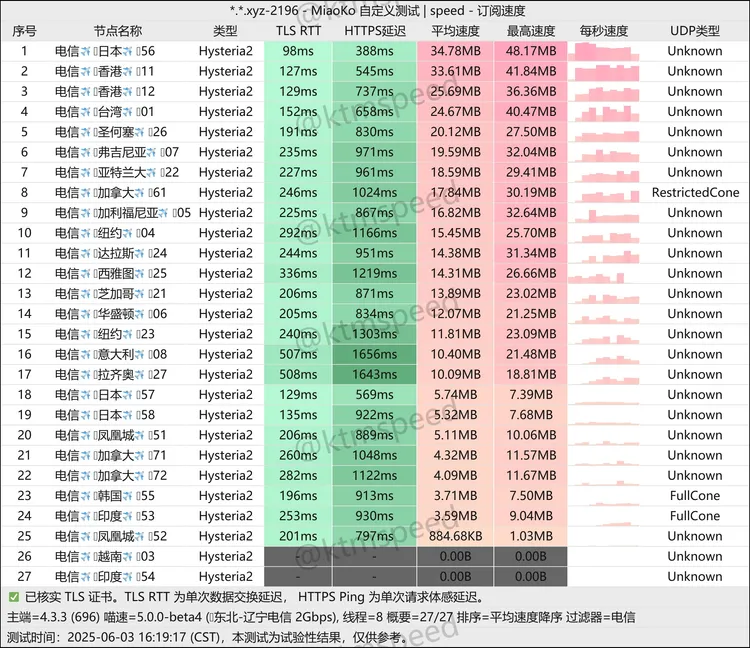 *.*.xyz-2196 - MiaoKo 自定义测试 | speed - 订阅速度
序号 节点名称 类型 TLS RTT HTTPS延迟 平均速度 最高速度 每秒速度 UDP类型
1 电信✈️日本✈️56 Hysteria2 98ms 388ms 34.78MB 48.17MB Unknown
2 电信✈️香港✈️11 Hysteria2 127ms 545ms 33.61MB 41.84MB Unknown
3 电信✈️香港✈️12 Hysteria2 129ms 737ms 25.69MB 36.36MB Unknown
4 电信✈️台湾✈️01 Hysteria2 152ms 658ms 24.67MB 40.47MB Unknown
5 电信✈️圣何塞✈️26 Hysteria2 191ms 830ms 20.12MB 27.50MB Unknown
6 电信✈️弗吉尼亚✈️07 Hysteria2 235ms 971ms 19.59MB 32.04MB Unknown
7 电信✈️亚特兰大✈️22 Hysteria2 227ms 961ms 18.59MB 29.41MB Unknown
8 电信✈️加拿大✈️61 Hysteria2 246ms 1024ms 17.84MB 30.19MB RestrictedCone
9 电信✈️加利福尼亚✈️05 Hysteria2 225ms 867ms 16.82MB 32.64MB Unknown
10 电信✈️纽约✈️04 Hysteria2 292ms 1166ms 15.45MB 25.70MB Unknown
11 电信✈️达拉斯✈️24 Hysteria2 244ms 951ms 14.38MB 31.34MB Unknown
12 电信✈️西雅图✈️25 Hysteria2 336ms 1219ms 14.31MB 26.66MB Unknown
13 电信✈️芝加哥✈️21 Hysteria2 206ms 871ms 13.89MB 23.02MB Unknown
14 电信✈️华盛顿✈️06 Hysteria2 205ms 834ms 12.07MB 21.25MB Unknown
15 电信✈️纽约✈️23 Hysteria2 240ms 1303ms 11.81MB 23.09MB Unknown
16 电信✈️意大利✈️08 Hysteria2 507ms 1656ms 10.40MB 21.48MB Unknown
17 电信✈️拉齐奥✈️27 Hysteria2 508ms 1643ms 10.09MB 18.81MB Unknown
18 电信✈️日本✈️57 Hysteria2 129ms 569ms 5.74MB 7.39MB Unknown
19 电信✈️日本✈️58 Hysteria2 135ms 922ms 5.32MB 7.68MB Unknown
20 电信✈️凤凰城✈️51 Hysteria2 206ms 889ms 5.11MB 10.06MB Unknown
21 电信✈️加拿大✈️71 Hysteria2 260ms 1048ms 4.32MB 11.57MB Unknown
22 电信✈️加拿大✈️72 Hysteria2 282ms 1122ms 4.09MB 11.67MB Unknown
23 电信✈️韩国✈️55 Hysteria2 196ms 913ms 3.71MB 7.50MB FullCone
24 电信✈️印度✈️53 Hysteria2 253ms 930ms 3.59MB 9.04MB FullCone
25 电信✈️凤凰城✈️52 Hysteria2 201ms 797ms 884.68KB 1.03MB Unknown
26 电信✈️越南✈️03 Hysteria2 - - 0.00B 0.00B Unknown
27 电信✈️印度✈️54 Hysteria2 - - 0.00B 0.00B Unknown
✅ 已核实 TLS 证书。TLS RTT 为单次数据交换延迟， HTTPS Ping 为单次请求体感延迟。
主端=4.3.3 (696) 喵速=5.0.0-beta4 (东北-辽宁电信 2Gbps), 线程=8 概要=27/27 排序=平均速度降序 过滤器=电信
测试时间：2025-06-03 16:19:17 (CST)，本测试为试验性结果，仅供参考。
@ktmspeed
@ktmspeed
@ktmspeed
@ktmspeed
@ktmspeed
@ktmspeed